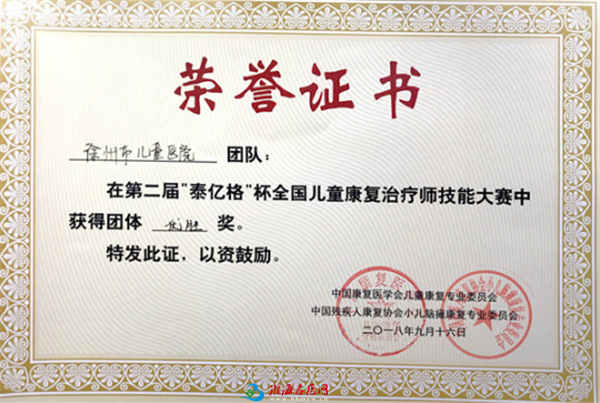 荣誉证书
徐州市儿童医院 团队：
在第二届“泰亿格”杯全国儿童康复治疗师技能大赛中
获得团体 优胜 奖。
特发此证，以资鼓励。
中国康复医学会儿童康复专业委员会
中国残疾人康复协会小儿脑瘫康复专业委员会
二〇一八年九月十六日
淮海名医网